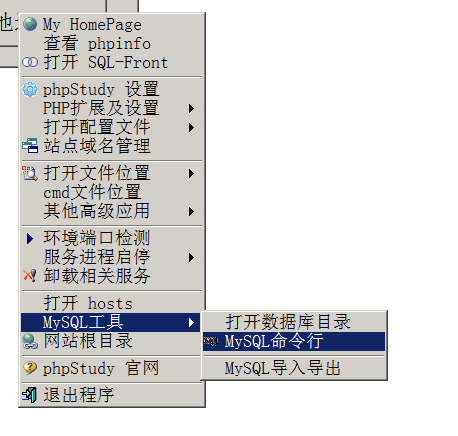 My HomePage
查看 phpinfo
打开 SQL-Front
phpStudy 设置
PHP扩展及设置
打开配置文件
站点域名管理
打开文件位置
cmd文件位置
其他高级应用
环境端口检测
服务进程启停
卸载相关服务
打开 hosts
MySQL工具
网站根目录
phpStudy 官网
退出程序
打开数据库目录
MySQL命令行
MySQL导入导出